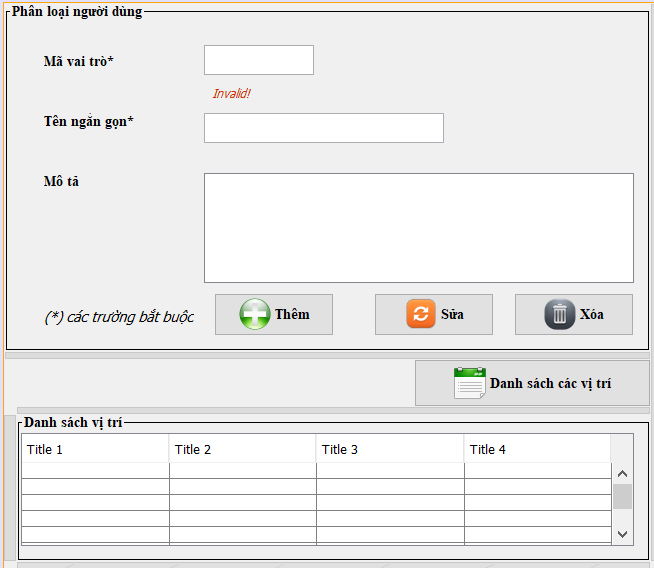 Phân loại người dùng
Mã vai trò*
Invalid!
Tên ngắn gọn*
Mô tả
(*) các trường bắt buộc
Thêm
Sửa
Xóa
Danh sách các vị trí
Danh sách vị trí
Title 1 Title 2 Title 3 Title 4